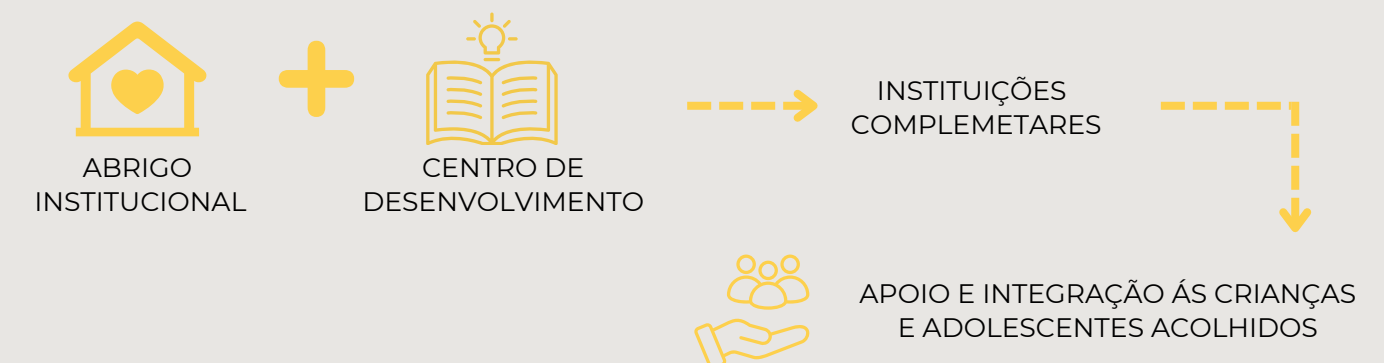 ABRIGO
INSTITUCIONAL
CENTRO DE
DESENVOLVIMENTO
INSTITUIÇÕES
COMPLEMETARES
APOIO E INTEGRAÇÃO ÁS CRIANÇAS
E ADOLESCENTES ACOLHIDOS